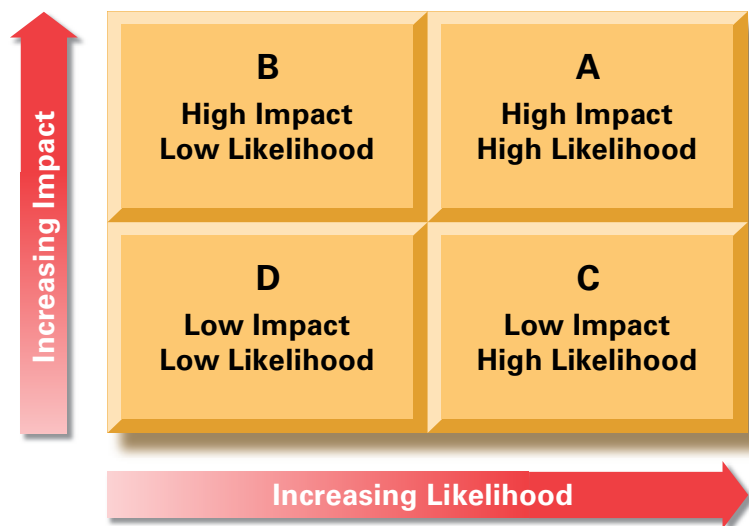 Increasing Impact
B
High Impact
Low Likelihood
A
High Impact
High Likelihood
D
Low Impact
Low Likelihood
C
Low Impact
High Likelihood
Increasing Likelihood